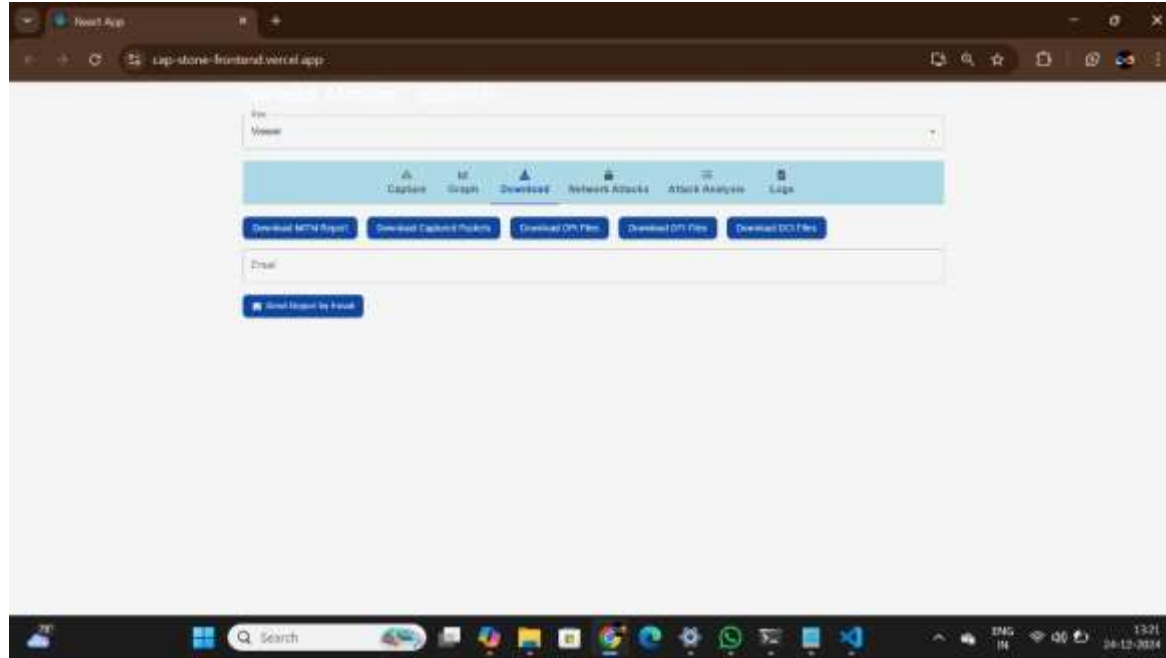 React App
cap-stone-frontend.vercel.app
Role
Viewer
Capture Graph Download Network Attacks Attack Analysis Logs
Download MITM Report Download Captured Packets Download DPI Files Download DFI Files Download DCI Files
Email
Send Report by Email
78°
Search
ENG
IN
13:21
24-12-2024